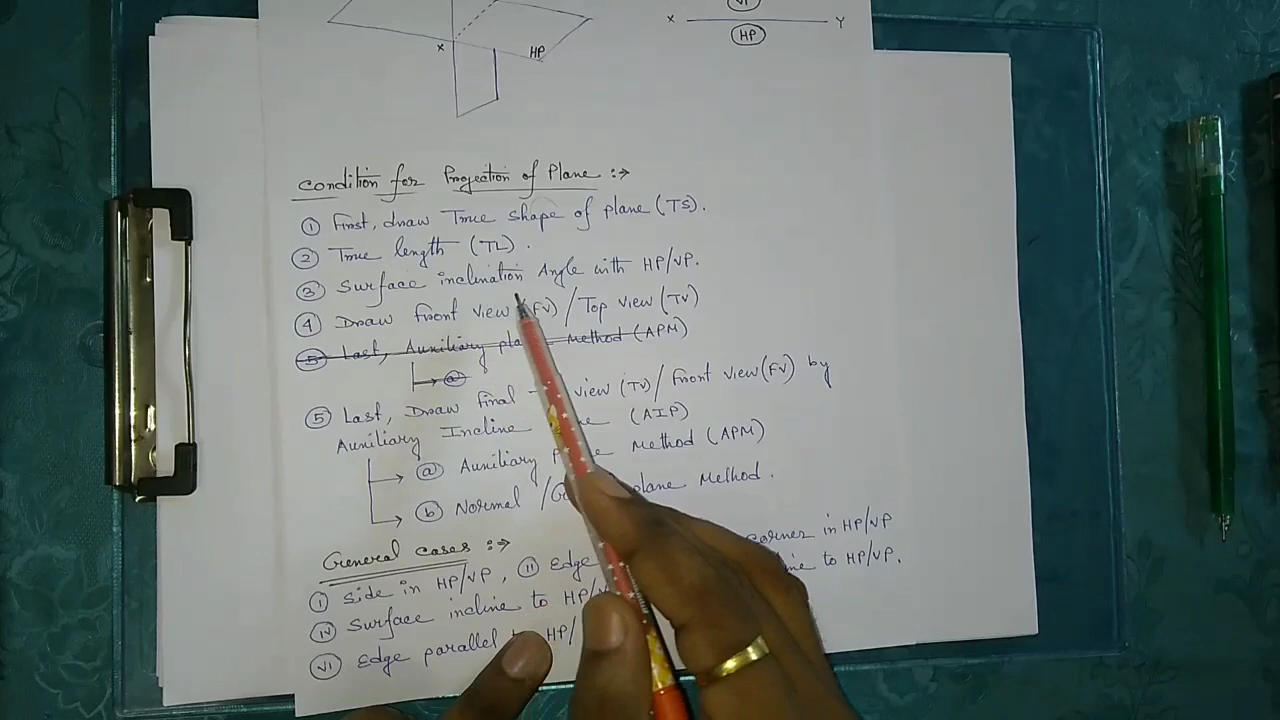 VP
X Y
HP
X HP
Condition for Projection of Plane :→
① First, draw True shape of plane (TS).
② True length (TL).
③ Surface inclination Angle with HP/VP.
④ Draw Front view (FV) / Top view (TV)
⑤ Last, Auxiliary plane Method (APM)
ⓐ
⑤ Last, Draw final view (TV) / Front view (FV) by
Auxiliary Incline (AIP)
ⓐ Auxiliary Method (APM)
ⓑ Normal / plane Method.
General cases :→
Ⓘ Side in HP/VP, Ⓘ Edge corner in HP/VP
Ⓘⓥ Surface incline to HP/ to HP/VP.
Ⓥⓘ Edge parallel HP/